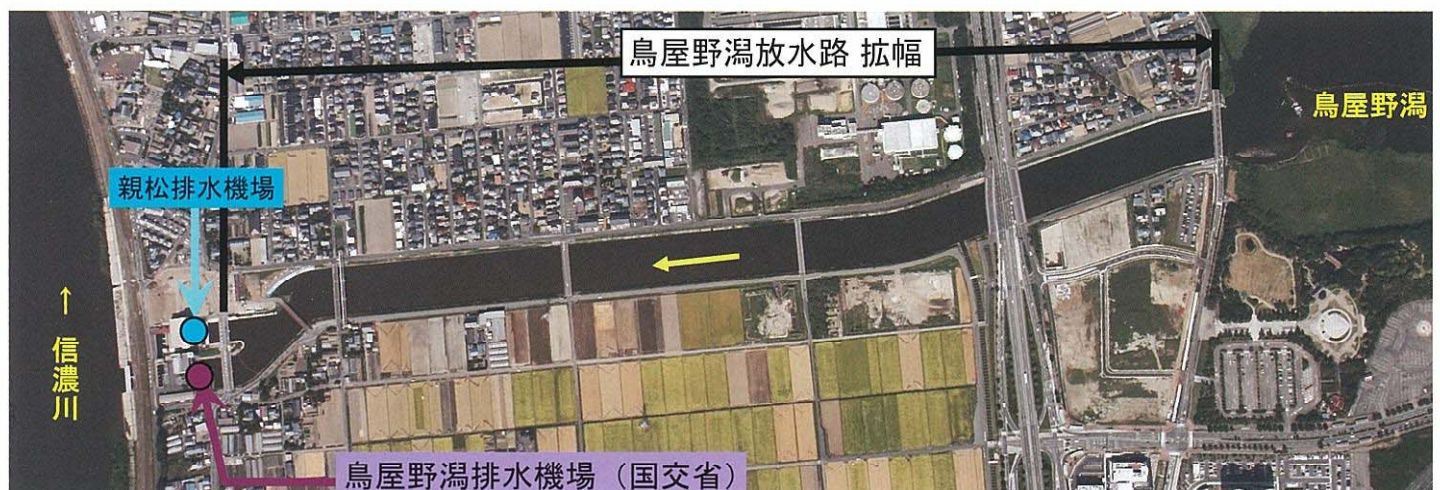 鳥屋野潟放水路 拡幅
鳥屋野潟
親松排水機場
↑信濃川
鳥屋野潟排水機場（国交省）